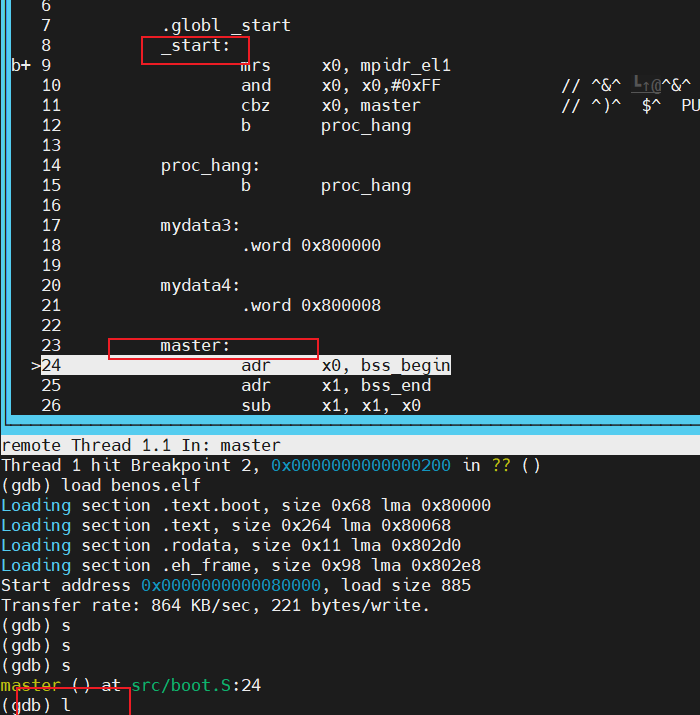 6
7 .globl _start
8 _start:
b+ 9 mrs x0, mpidr_el1
10 and x0, x0,#0xFF // ^&^ ^&^
11 cbz x0, master // ^)^ $^ PU
12 b proc_hang
13
14 proc_hang:
15 b proc_hang
16
17 mydata3:
18 .word 0x800000
19
20 mydata4:
21 .word 0x800008
22
23 master:
>24 adr x0, bss_begin
25 adr x1, bss_end
26 sub x1, x1, x0
remote Thread 1.1 In: master
Thread 1 hit Breakpoint 2, 0x0000000000000200 in ?? ()
(gdb) load benos.elf
Loading section .text.boot, size 0x68 lma 0x80000
Loading section .text, size 0x264 lma 0x80068
Loading section .rodata, size 0x11 lma 0x802d0
Loading section .eh_frame, size 0x98 lma 0x802e8
Start address 0x0000000000080000, load size 885
Transfer rate: 864 KB/sec, 221 bytes/write.
(gdb) s
(gdb) s
(gdb) s
master () at src/boot.S:24
(gdb) l